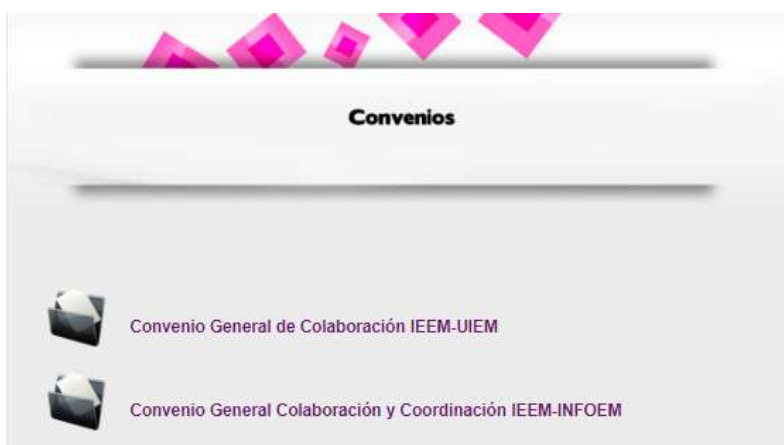 Convenios
Convenio General de Colaboración IEEM-UIEM
Convenio General Colaboración y Coordinación IEEM-INFOEM